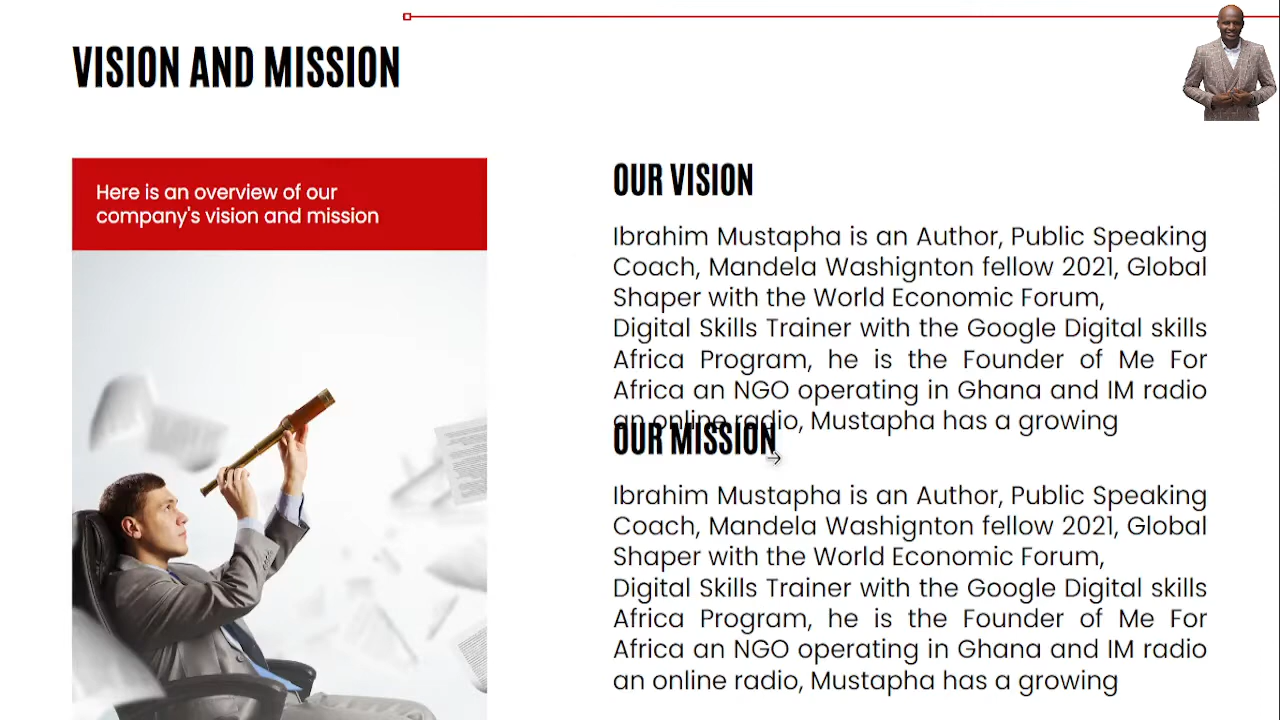 VISION AND MISSION
Here is an overview of our
company's vision and mission
OUR VISION
Ibrahim Mustapha is an Author, Public Speaking
Coach, Mandela Washignton fellow 2021, Global
Shaper with the World Economic Forum,
Digital Skills Trainer with the Google Digital skills
Africa Program, he is the Founder of Me For
Africa an NGO operating in Ghana and IM radio
an online radio, Mustapha has a growing
OUR MISSION
Ibrahim Mustapha is an Author, Public Speaking
Coach, Mandela Washignton fellow 2021, Global
Shaper with the World Economic Forum,
Digital Skills Trainer with the Google Digital skills
Africa Program, he is the Founder of Me For
Africa an NGO operating in Ghana and IM radio
an online radio, Mustapha has a growing